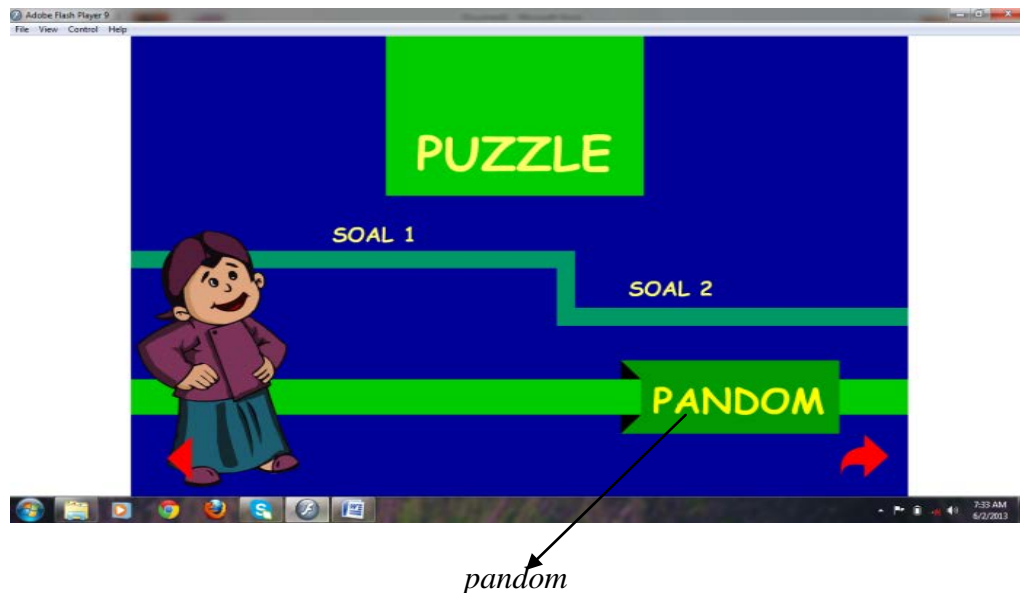 Adobe Flash Player 9
File View Control Help
PUZZLE
SOAL 1
SOAL 2
PANDOM
7:33 AM
6/2/2013
pandom